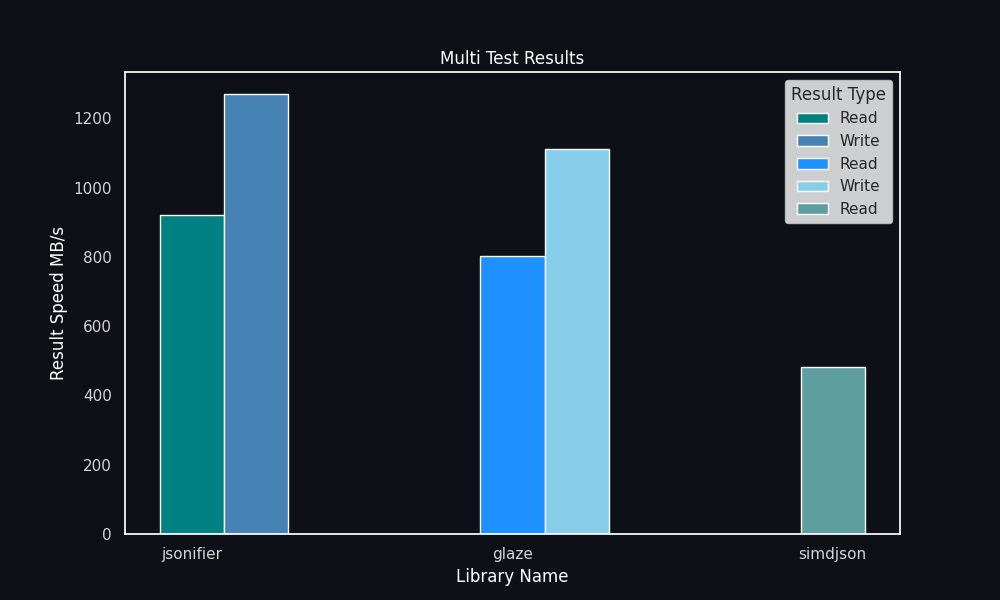 Multi Test Results
Result Type
Read
Write
Read
Write
Read
Result Speed MB/s
1200
1000
800
600
400
200
0
jsonifier glaze simdjson
Library Name